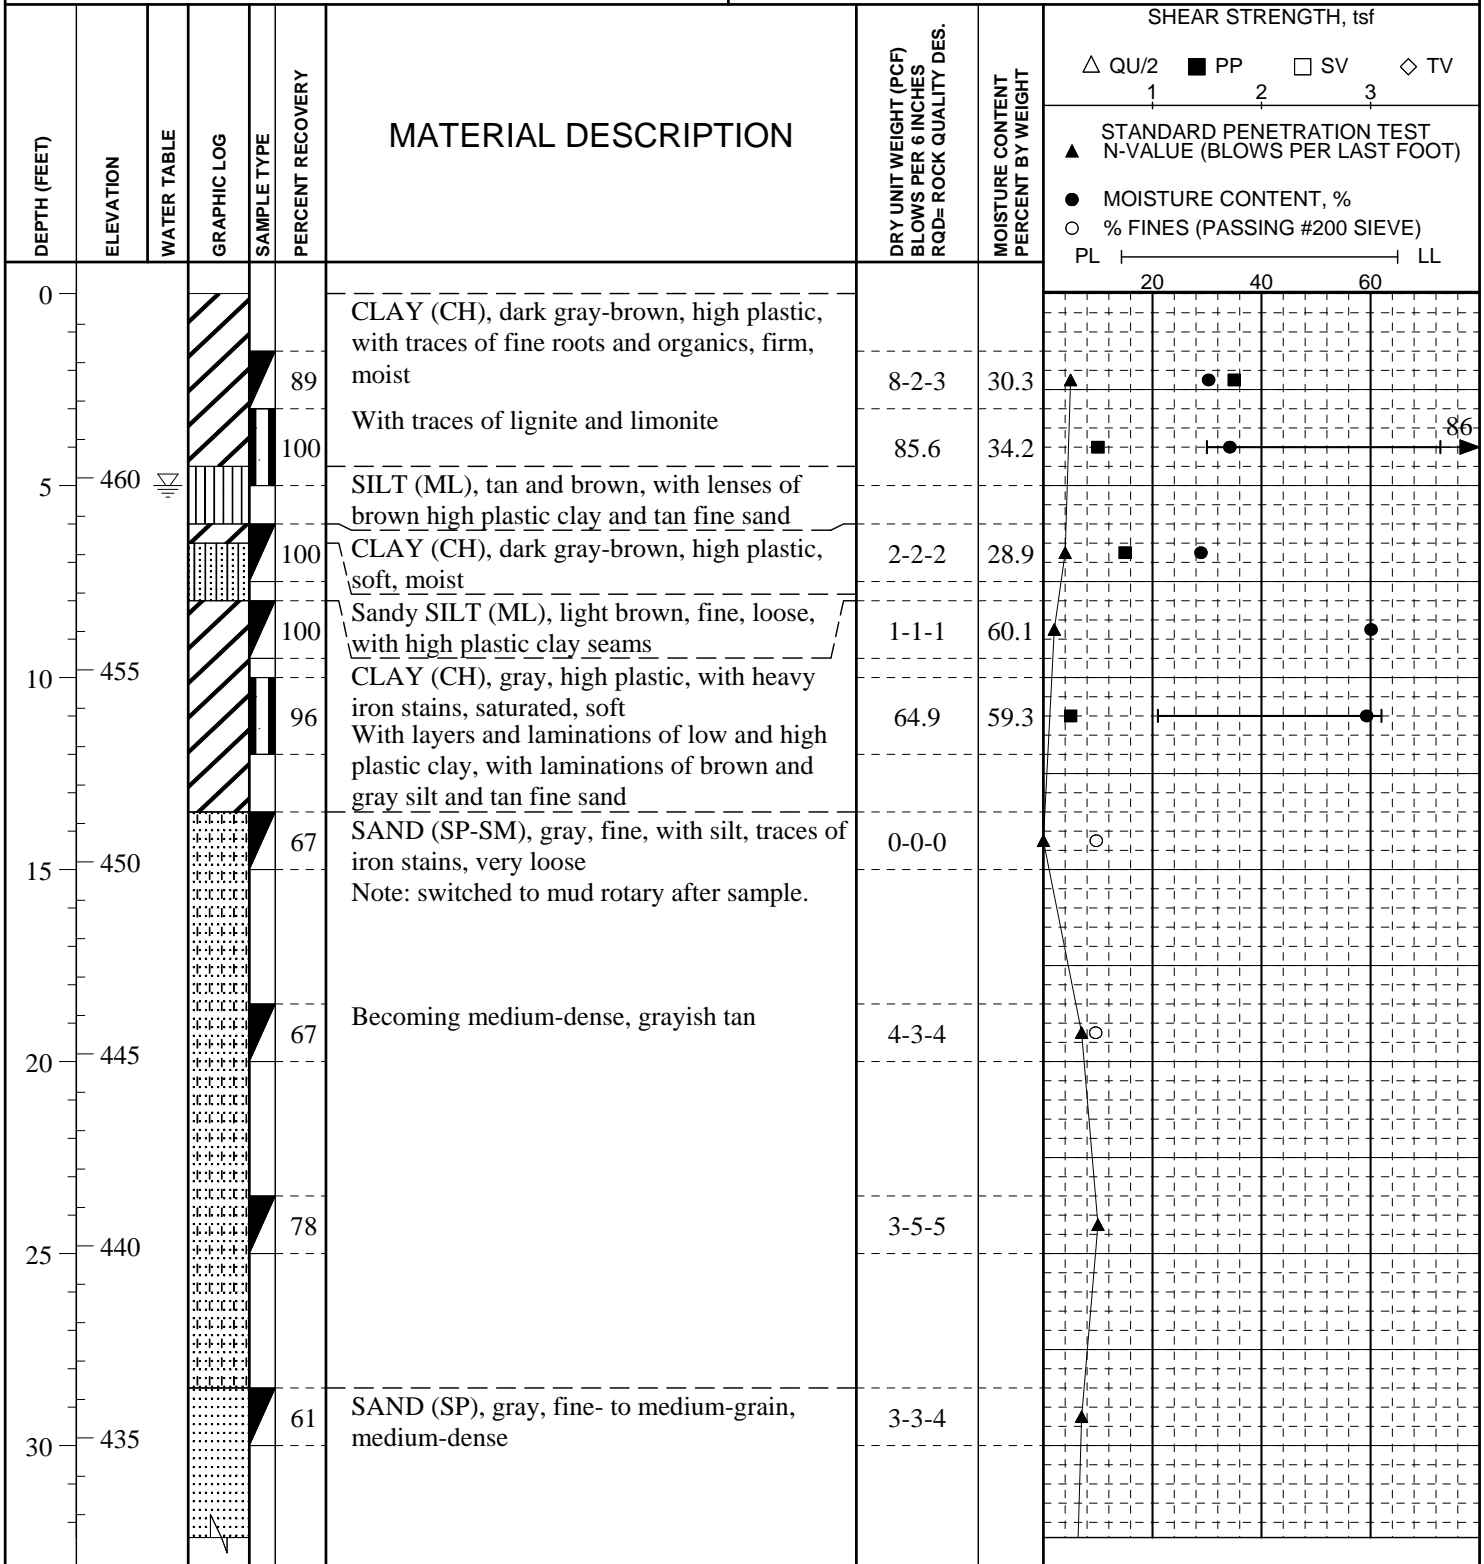 SHEAR STRENGTH, tsf
QU/2 PP SV TV
1 2 3
STANDARD PENETRATION TEST
N-VALUE (BLOWS PER LAST FOOT)
MOISTURE CONTENT, %
% FINES (PASSING #200 SIEVE)
PL LL
20 40 60
DEPTH (FEET)
ELEVATION
WATER TABLE
GRAPHIC LOG
SAMPLE TYPE
PERCENT RECOVERY
MATERIAL DESCRIPTION
DRY UNIT WEIGHT (PCF)
BLOWS PER 6 INCHES
RQD= ROCK QUALITY DES.
MOISTURE CONTENT
PERCENT BY WEIGHT
0
CLAY (CH), dark gray-brown, high plastic,
with traces of fine roots and organics, firm,
moist
89 8-2-3 30.3
With traces of lignite and limonite
100 85.6 34.2 86
5 460
SILT (ML), tan and brown, with lenses of
brown high plastic clay and tan fine sand
100 2-2-2 28.9
CLAY (CH), dark gray-brown, high plastic,
soft, moist
100 1-1-1 60.1
Sandy SILT (ML), light brown, fine, loose,
with high plastic clay seams
10 455
CLAY (CH), gray, high plastic, with heavy
iron stains, saturated, soft
96 64.9 59.3
With layers and laminations of low and high
plastic clay, with laminations of brown and
gray silt and tan fine sand
67 0-0-0
SAND (SP-SM), gray, fine, with silt, traces of
iron stains, very loose
15 450
Note: switched to mud rotary after sample.
67 Becoming medium-dense, grayish tan 4-3-4
20 445
78 3-5-5
25 440
61 3-3-4
SAND (SP), gray, fine- to medium-grain,
medium-dense
30 435